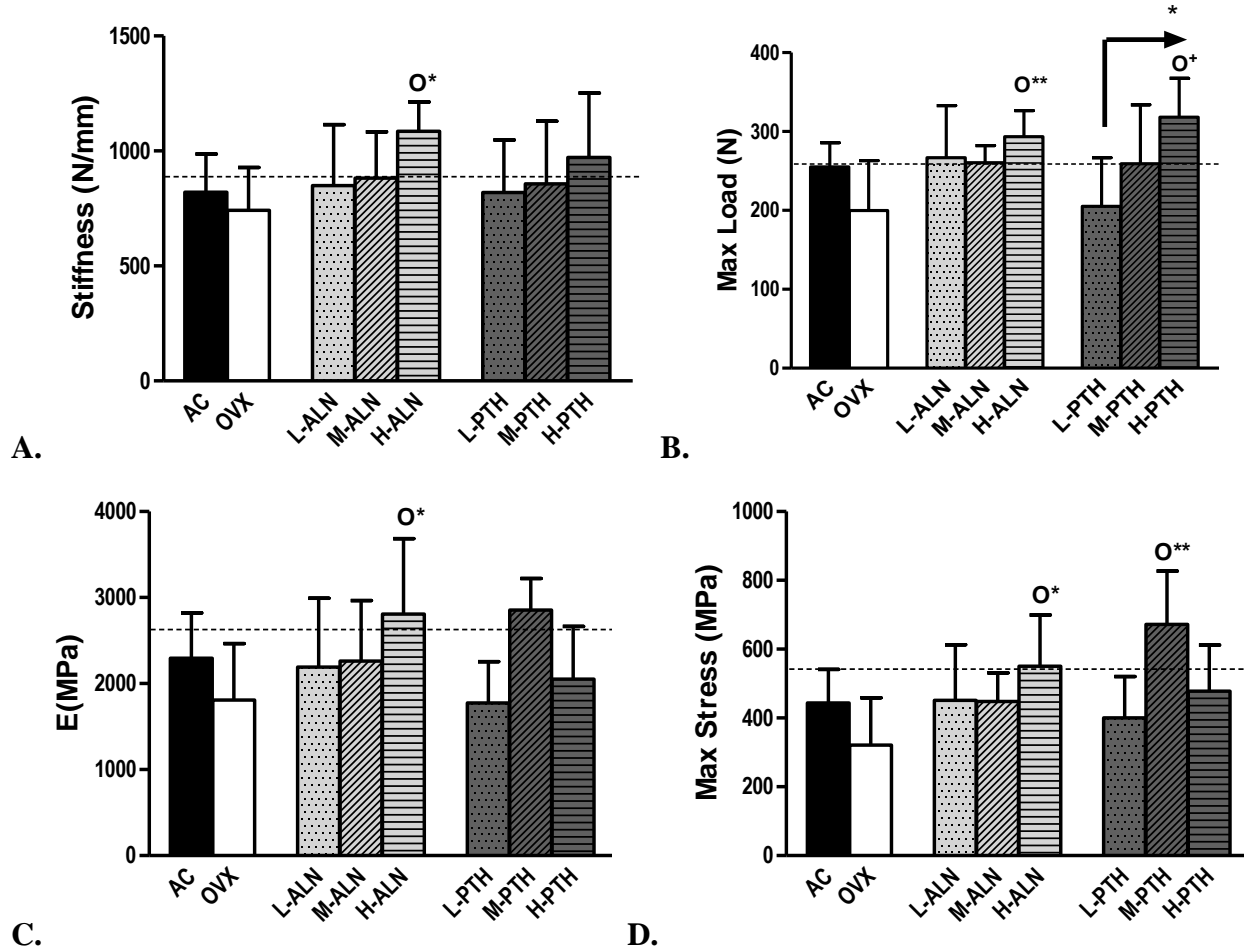 1500
1000
500
0
Stiffness (N/mm)
O*
AC
OVX
L-ALN
M-ALN
H-ALN
L-PTH
M-PTH
H-PTH
A.
400
300
200
100
0
Max Load (N)
*
O**
O+
AC
OVX
L-ALN
M-ALN
H-ALN
L-PTH
M-PTH
H-PTH
B.
4000
3000
2000
1000
0
E(MPa)
O*
AC
OVX
L-ALN
M-ALN
H-ALN
L-PTH
M-PTH
H-PTH
C.
1000
800
600
400
200
0
Max Stress (MPa)
O*
O**
AC
OVX
L-ALN
M-ALN
H-ALN
L-PTH
M-PTH
H-PTH
D.